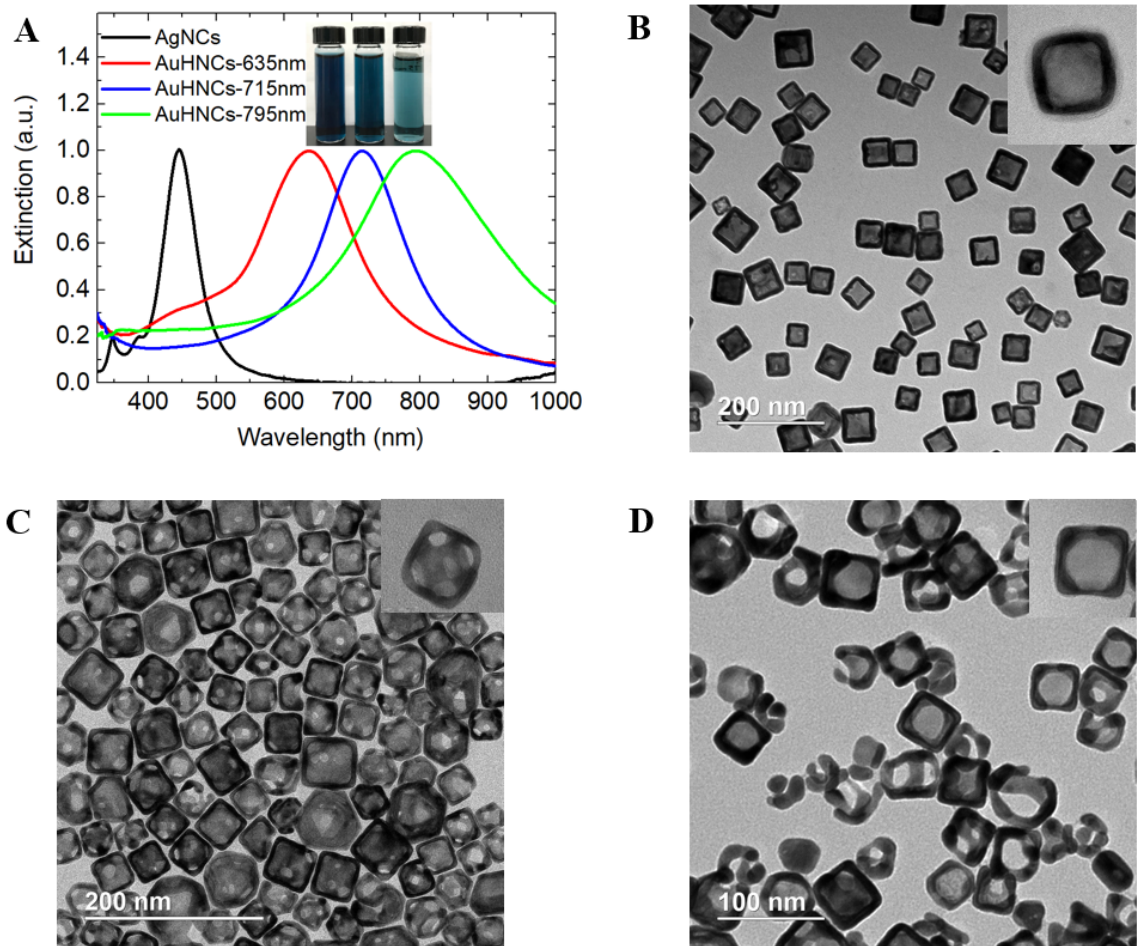 A
AgNCs
AuHNCs-635nm
AuHNCs-715nm
AuHNCs-795nm
1.4
1.2
1.0
0.8
0.6
0.4
0.2
0.0
Extinction (a.u.)
400 500 600 700 800 900 1000
Wavelength (nm)
B
200 nm
C
200 nm
D
100 nm